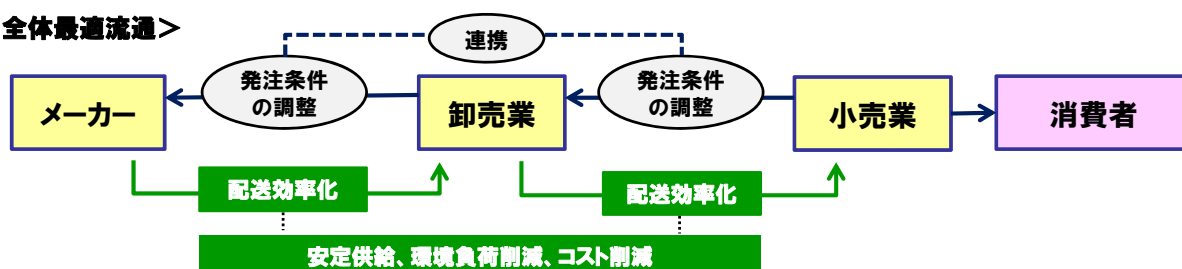 全体最適流通＞
連携
発注条件
の調整
発注条件
の調整
メーカー
卸売業
小売業
消費者
配送効率化
配送効率化
安定供給、環境負荷削減、コスト削減